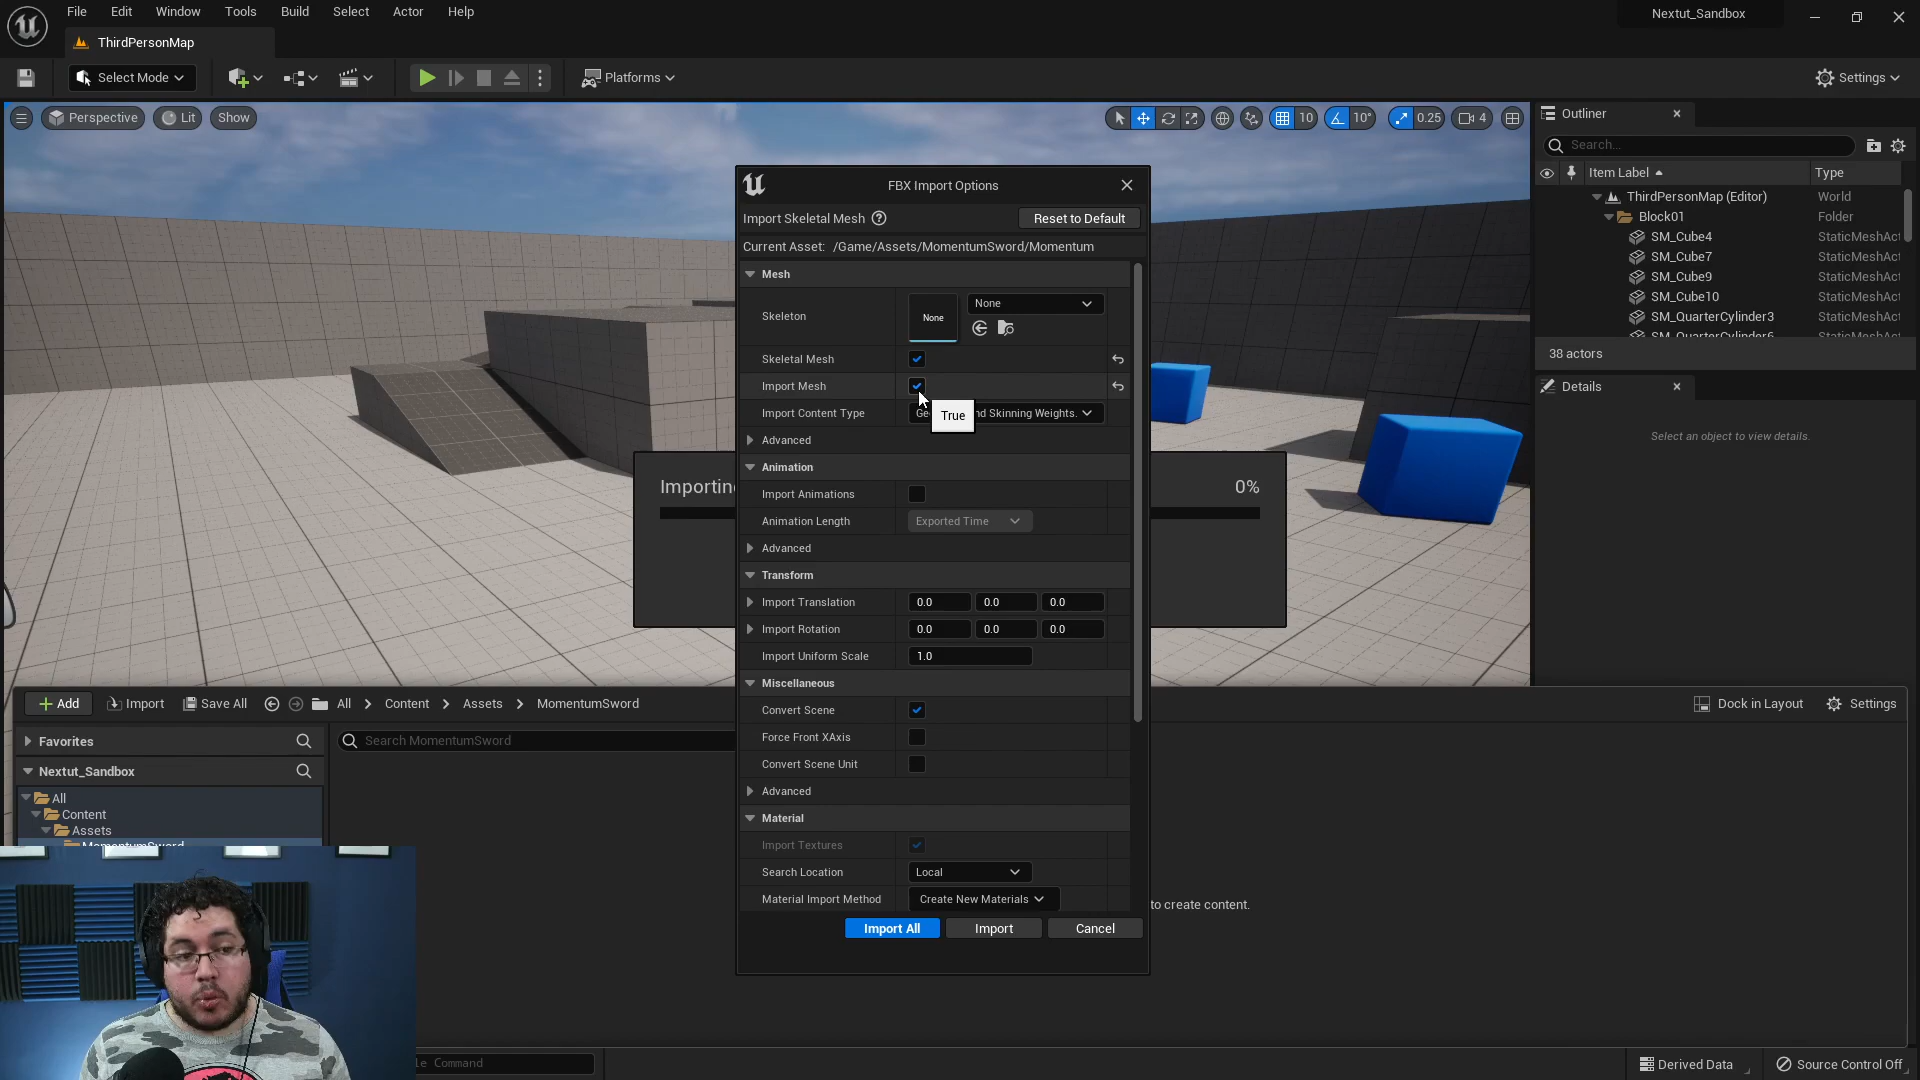 File Edit Window Tools Build Select Actor Help
Nextut_Sandbox
ThirdPersonMap
Select Mode
Platforms
Settings
Perspective
Lit
Show
10
10°
0.25
4
Outliner
Search...
Item Label
Type
ThirdPersonMap (Editor)
World
Block01
Folder
SM_Cube4
StaticMeshAct
SM_Cube7
StaticMeshAct
SM_Cube9
StaticMeshAct
SM_Cube10
StaticMeshAct
SM_QuarterCylinder3
StaticMeshAct
SM_QuarterCylinder6
StaticMeshAct
38 actors
Details
Select an object to view details.
FBX Import Options
Import Skeletal Mesh
Reset to Default
Current Asset: /Game/Assets/MomentumSword/Momentum
Mesh
Skeleton
None
None
Skeletal Mesh
Import Mesh
True
Import Content Type
Skinning Weights.
Advanced
Animation
Import Animations
Animation Length
Exported Time
Advanced
Transform
Import Translation
0.0 0.0 0.0
Import Rotation
0.0 0.0 0.0
Import Uniform Scale
1.0
Miscellaneous
Convert Scene
Force Front XAxis
Convert Scene Unit
Advanced
Material
Import Textures
Search Location
Local
Material Import Method
Create New Materials
Import All
Import
Cancel
0%
Add
Import
Save All
All
Content
Assets
MomentumSword
Dock in Layout
Settings
Favorites
Search MomentumSword
Nextut_Sandbox
All
Content
Assets
MomentumSword
to create content.
Command
Derived Data
Source Control Off